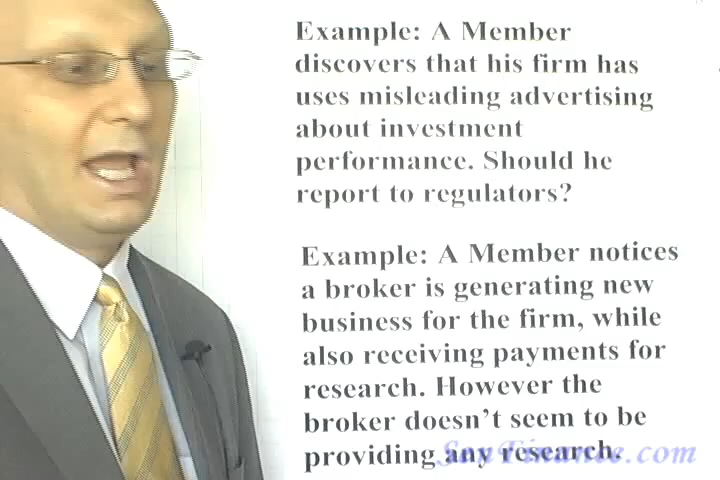 Example: A Member
discovers that his firm has
uses misleading advertising
about investment
performance. Should he
report to regulators?
Example: A Member notices
a broker is generating new
business for the firm, while
also receiving payments for
research. However the
broker doesn't seem to be
providing any research.